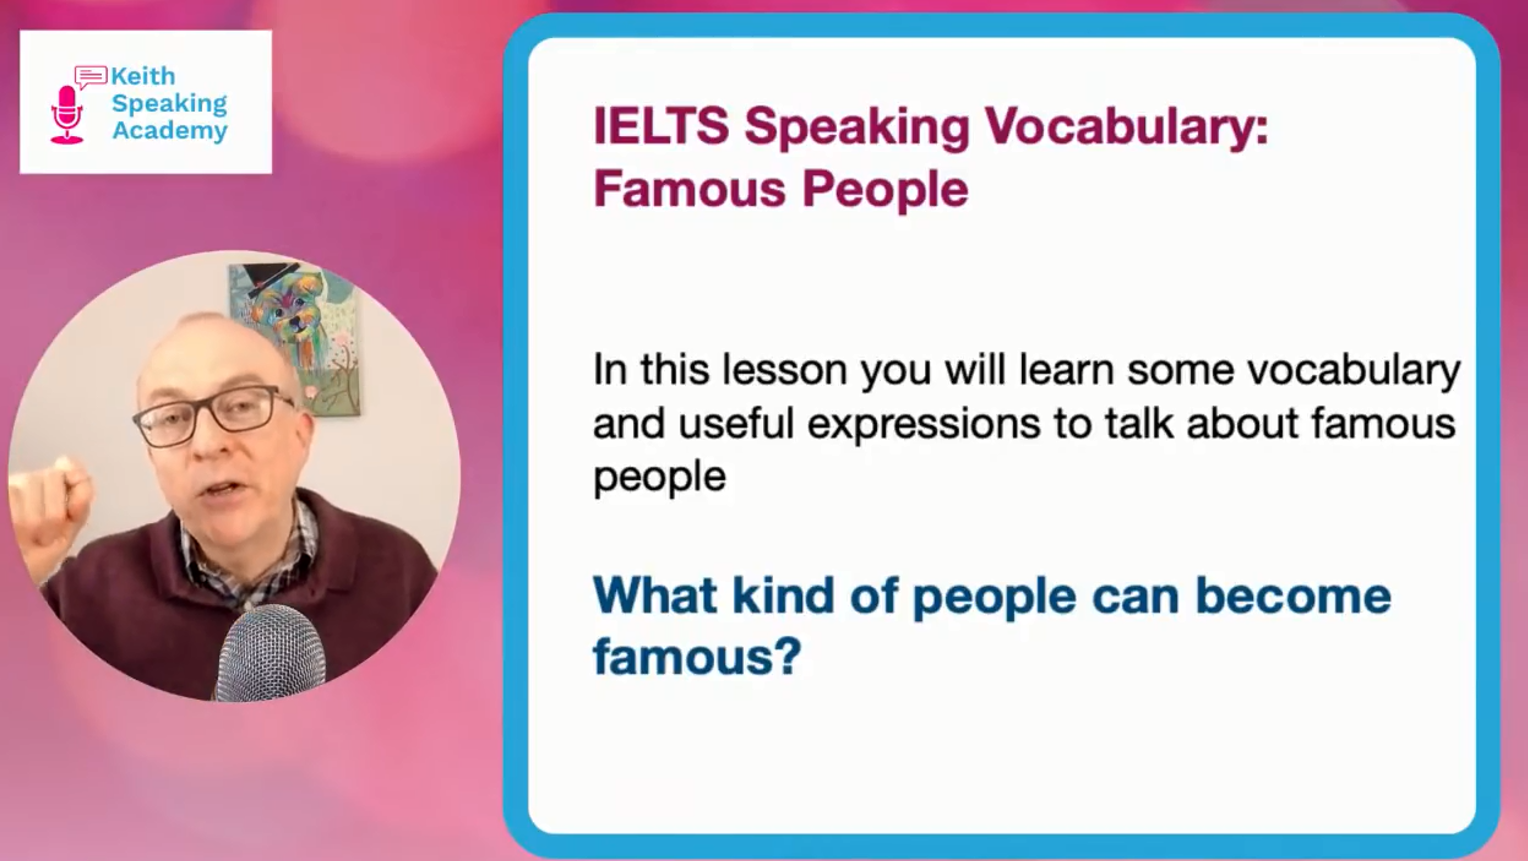 Keith
Speaking
Academy
IELTS Speaking Vocabulary:
Famous People
In this lesson you will learn some vocabulary
and useful expressions to talk about famous
people
What kind of people can become
famous?